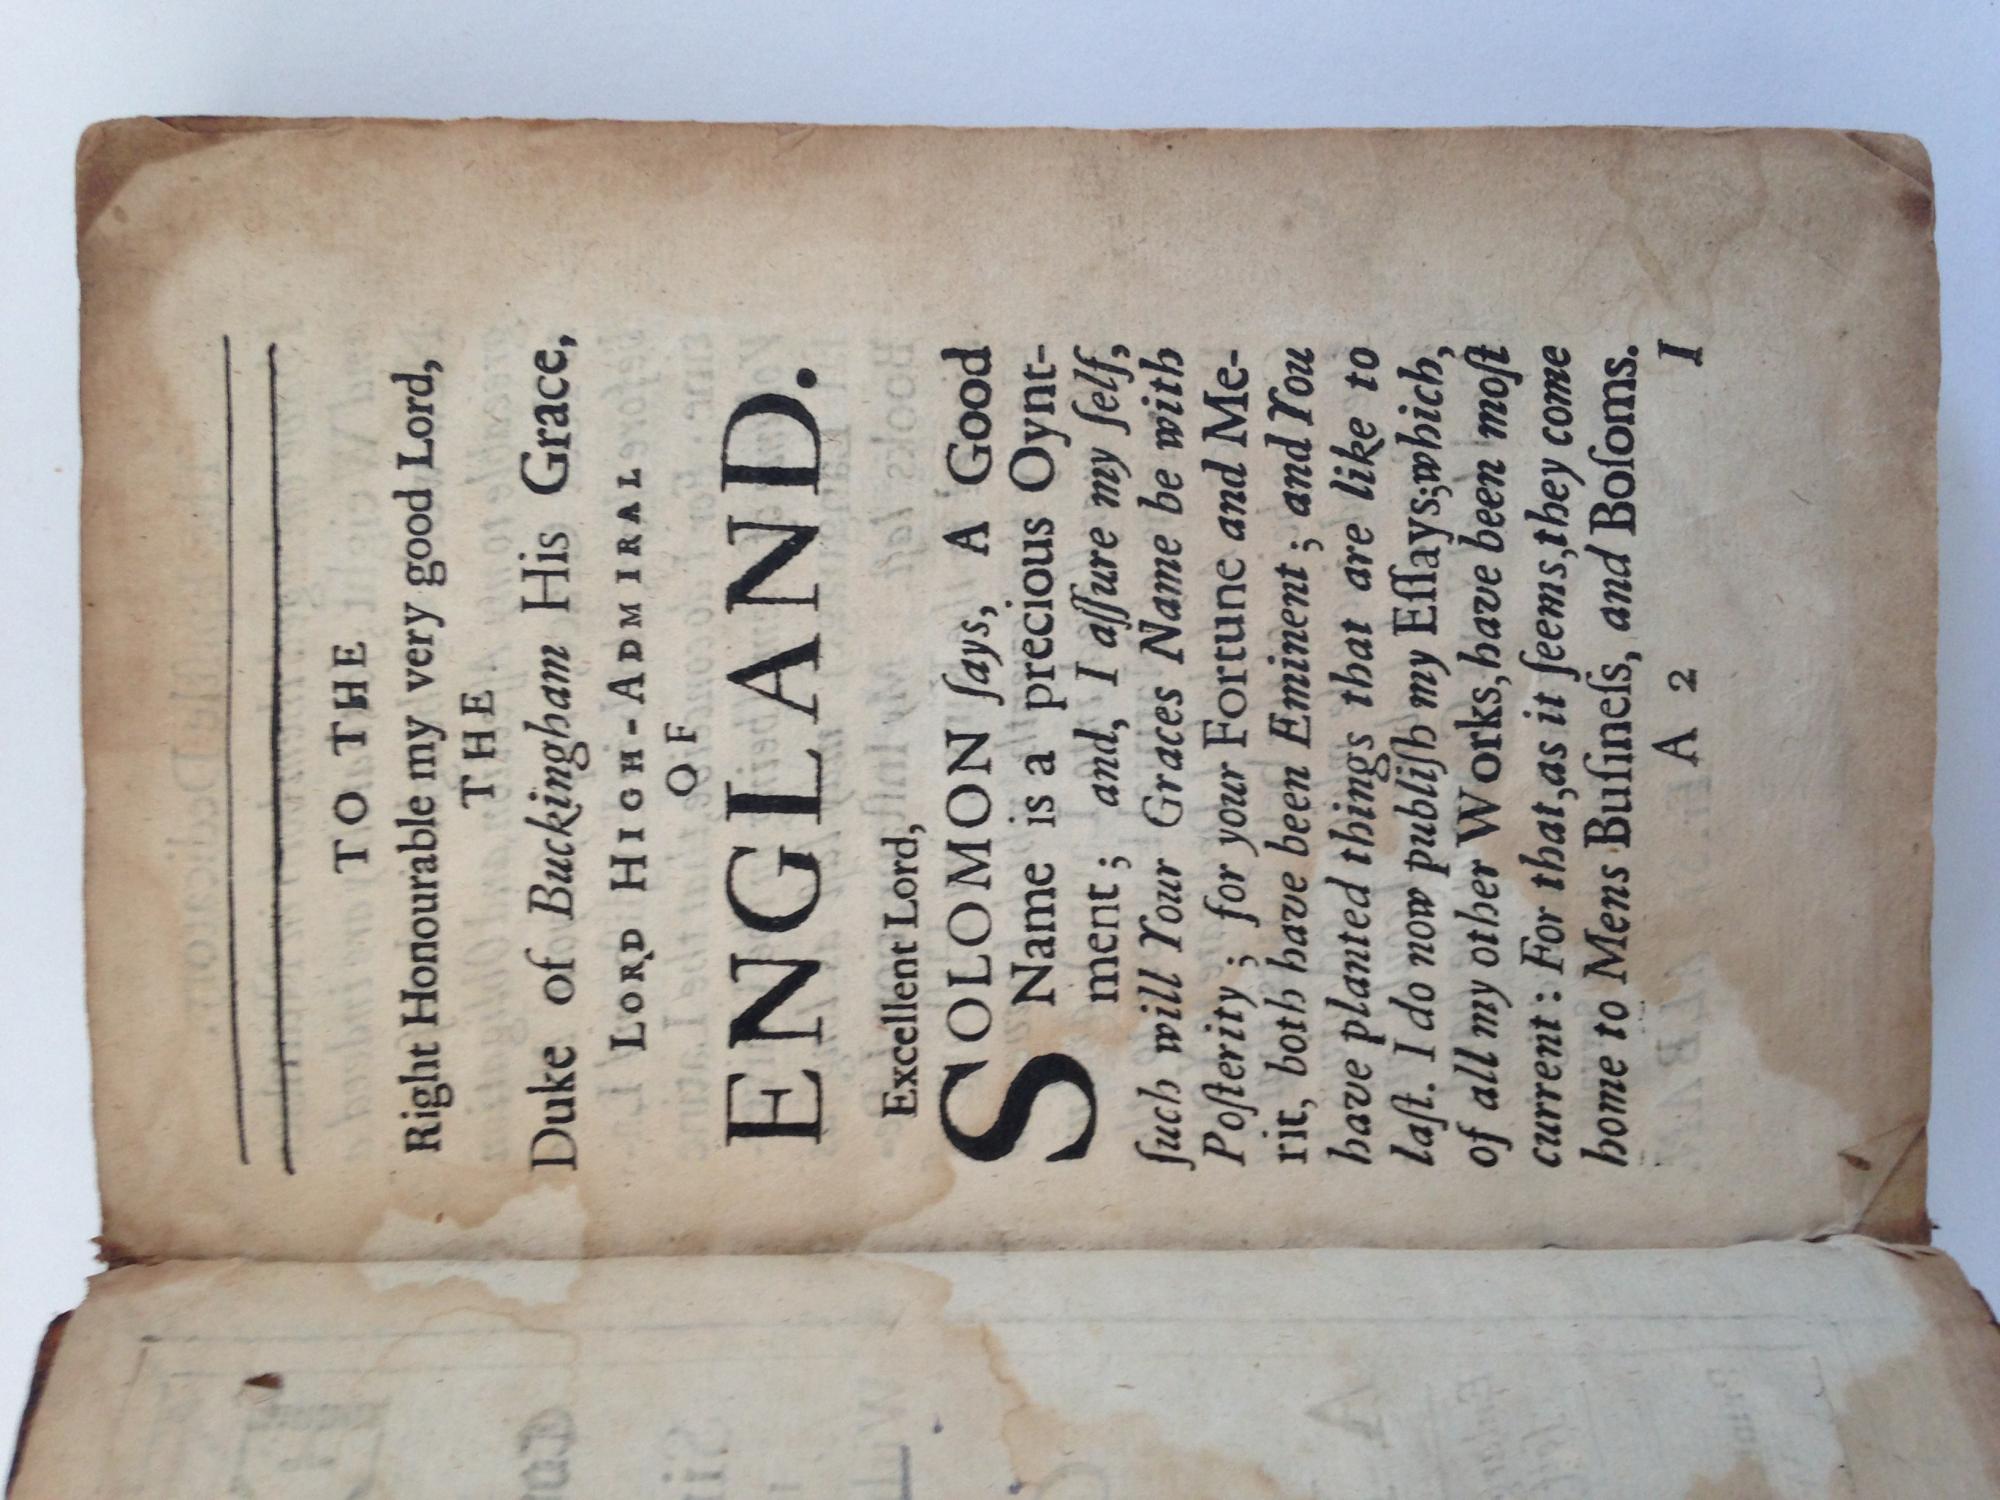 TO THE
Right Honourable my very good Lord,
THE
Duke of Buckingham His Grace,
LORD HIGH-ADMIRAL
OF
ENGLAND.
Excellent Lord,
SOLOMON ſays, A Good
Name is a precious Oynt-
ment; and, I aſſure my ſelf,
ſuch will Your Graces Name be with
Poſterity; for your Fortune and Me-
rit, both have been Eminent; and You
have planted things that are like to
laſt. I do now publiſh my Eſſays; which,
of all my other Works, have been moſt
current: For that, as it ſeems, they come
home to Mens Buſineſs, and Boſoms.
A 2 I